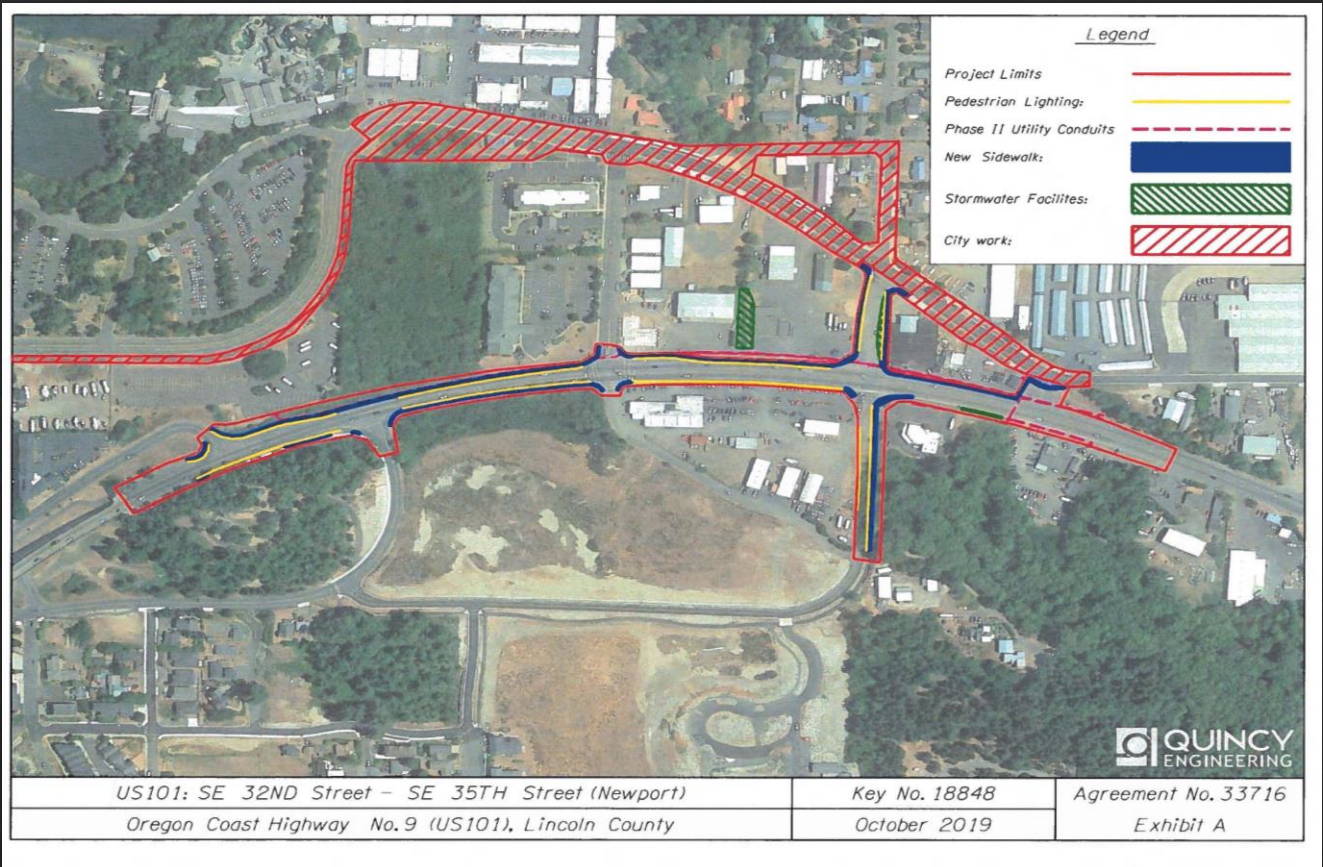 Legend
Project Limits
Pedestrian Lighting:
Phase II Utility Conduits
New Sidewalk:
Stormwater Facilites:
City work:
QUINCY
ENGINEERING
US101: SE 32ND Street - SE 35TH Street (Newport)
Key No. 18848
Agreement No. 33716
Oregon Coast Highway No. 9 (US101), Lincoln County
October 2019
Exhibit A